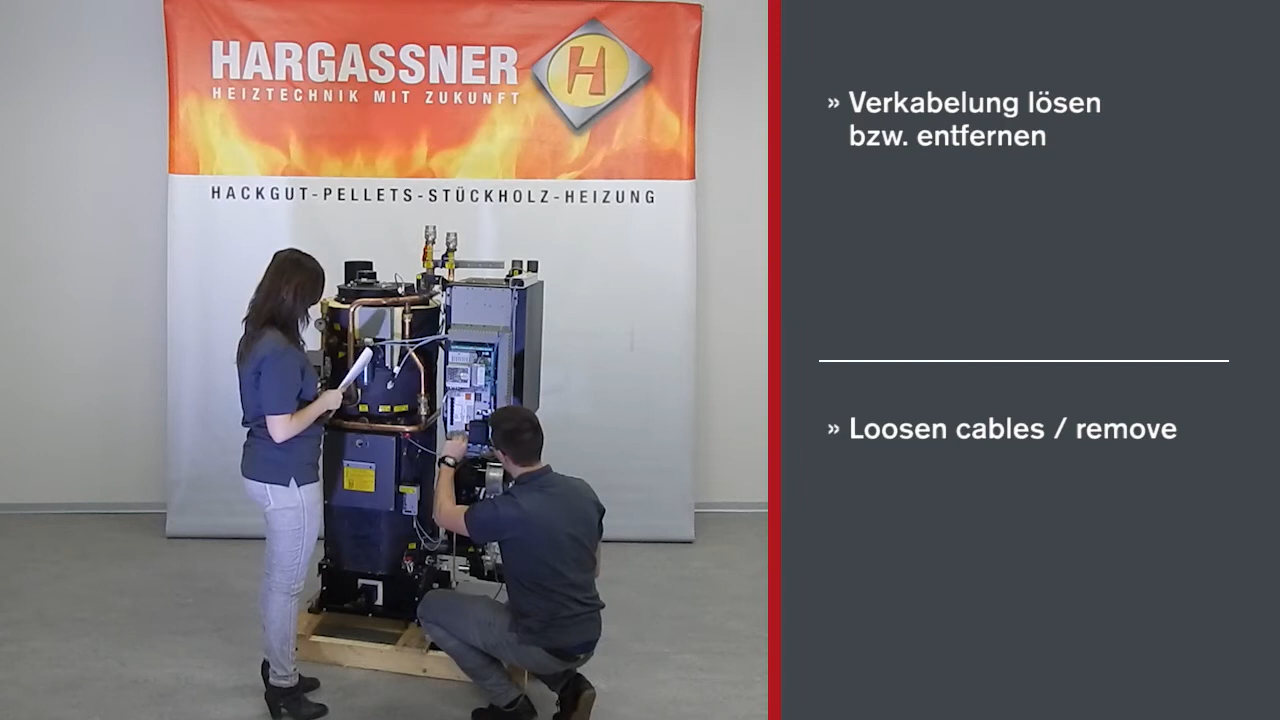 HARGASSNER
HEIZTECHNIK MIT ZUKUNFT
H
HACKGUT-PELLETS-STÜCKHOLZ-HEIZUNG
» Verkabelung lösen
bzw. entfernen
» Loosen cables / remove